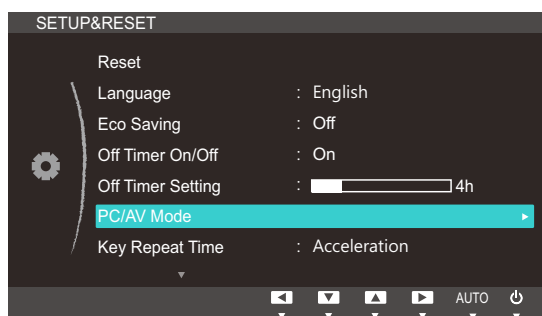 SETUP&RESET
Reset
Language : English
Eco Saving : Off
Off Timer On/Off : On
Off Timer Setting : 4h
PC/AV Mode
Key Repeat Time : Acceleration
AUTO